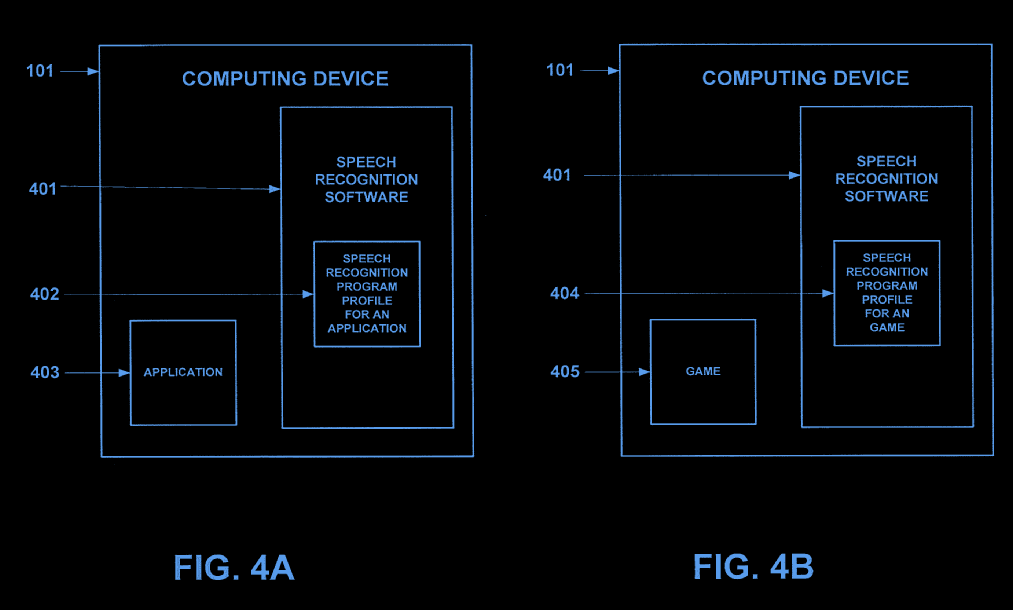 101
COMPUTING DEVICE
401
SPEECH
RECOGNITION
SOFTWARE
402
SPEECH
RECOGNITION
PROGRAM
PROFILE
FOR AN
APPLICATION
403
APPLICATION
FIG. 4A
101
COMPUTING DEVICE
401
SPEECH
RECOGNITION
SOFTWARE
404
SPEECH
RECOGNITION
PROGRAM
PROFILE
FOR AN
GAME
405
GAME
FIG. 4B